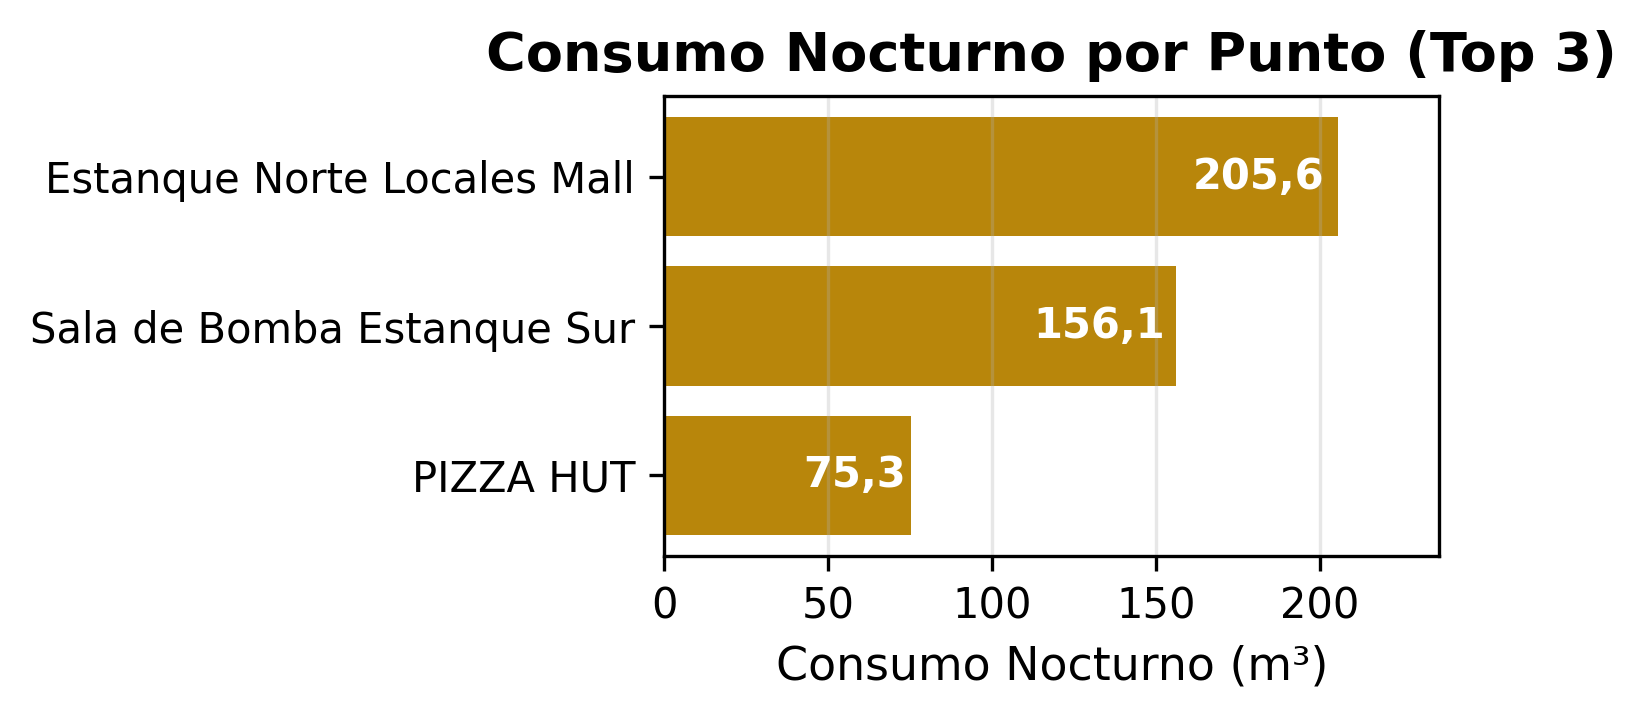 Consumo Nocturno por Punto (Top 3)
Estanque Norte Locales Mall
205,6
Sala de Bomba Estanque Sur
156,1
PIZZA HUT
75,3
0 50 100 150 200
Consumo Nocturno (m³)